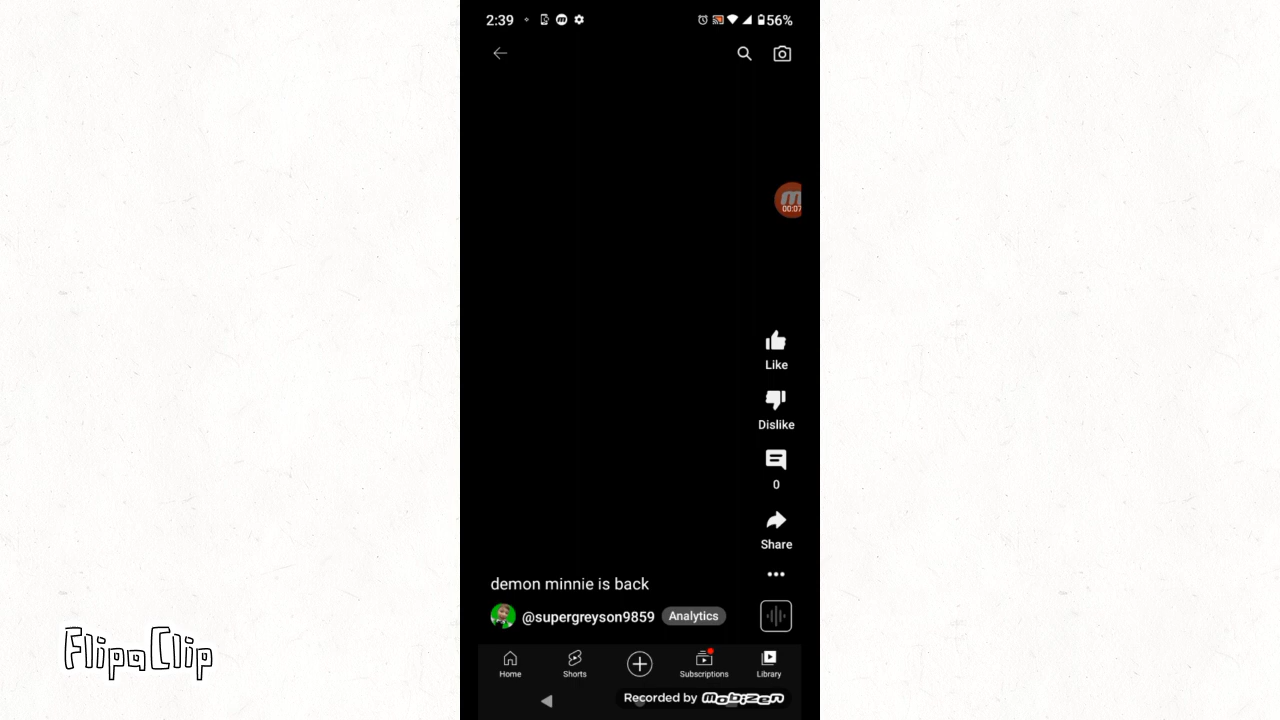 2:39
56%
00:07
Like
Dislike
0
Share
demon minnie is back
@supergreyson9859 Analytics
Home Shorts Subscriptions Library
Recorded by mobizen
FlipaClip